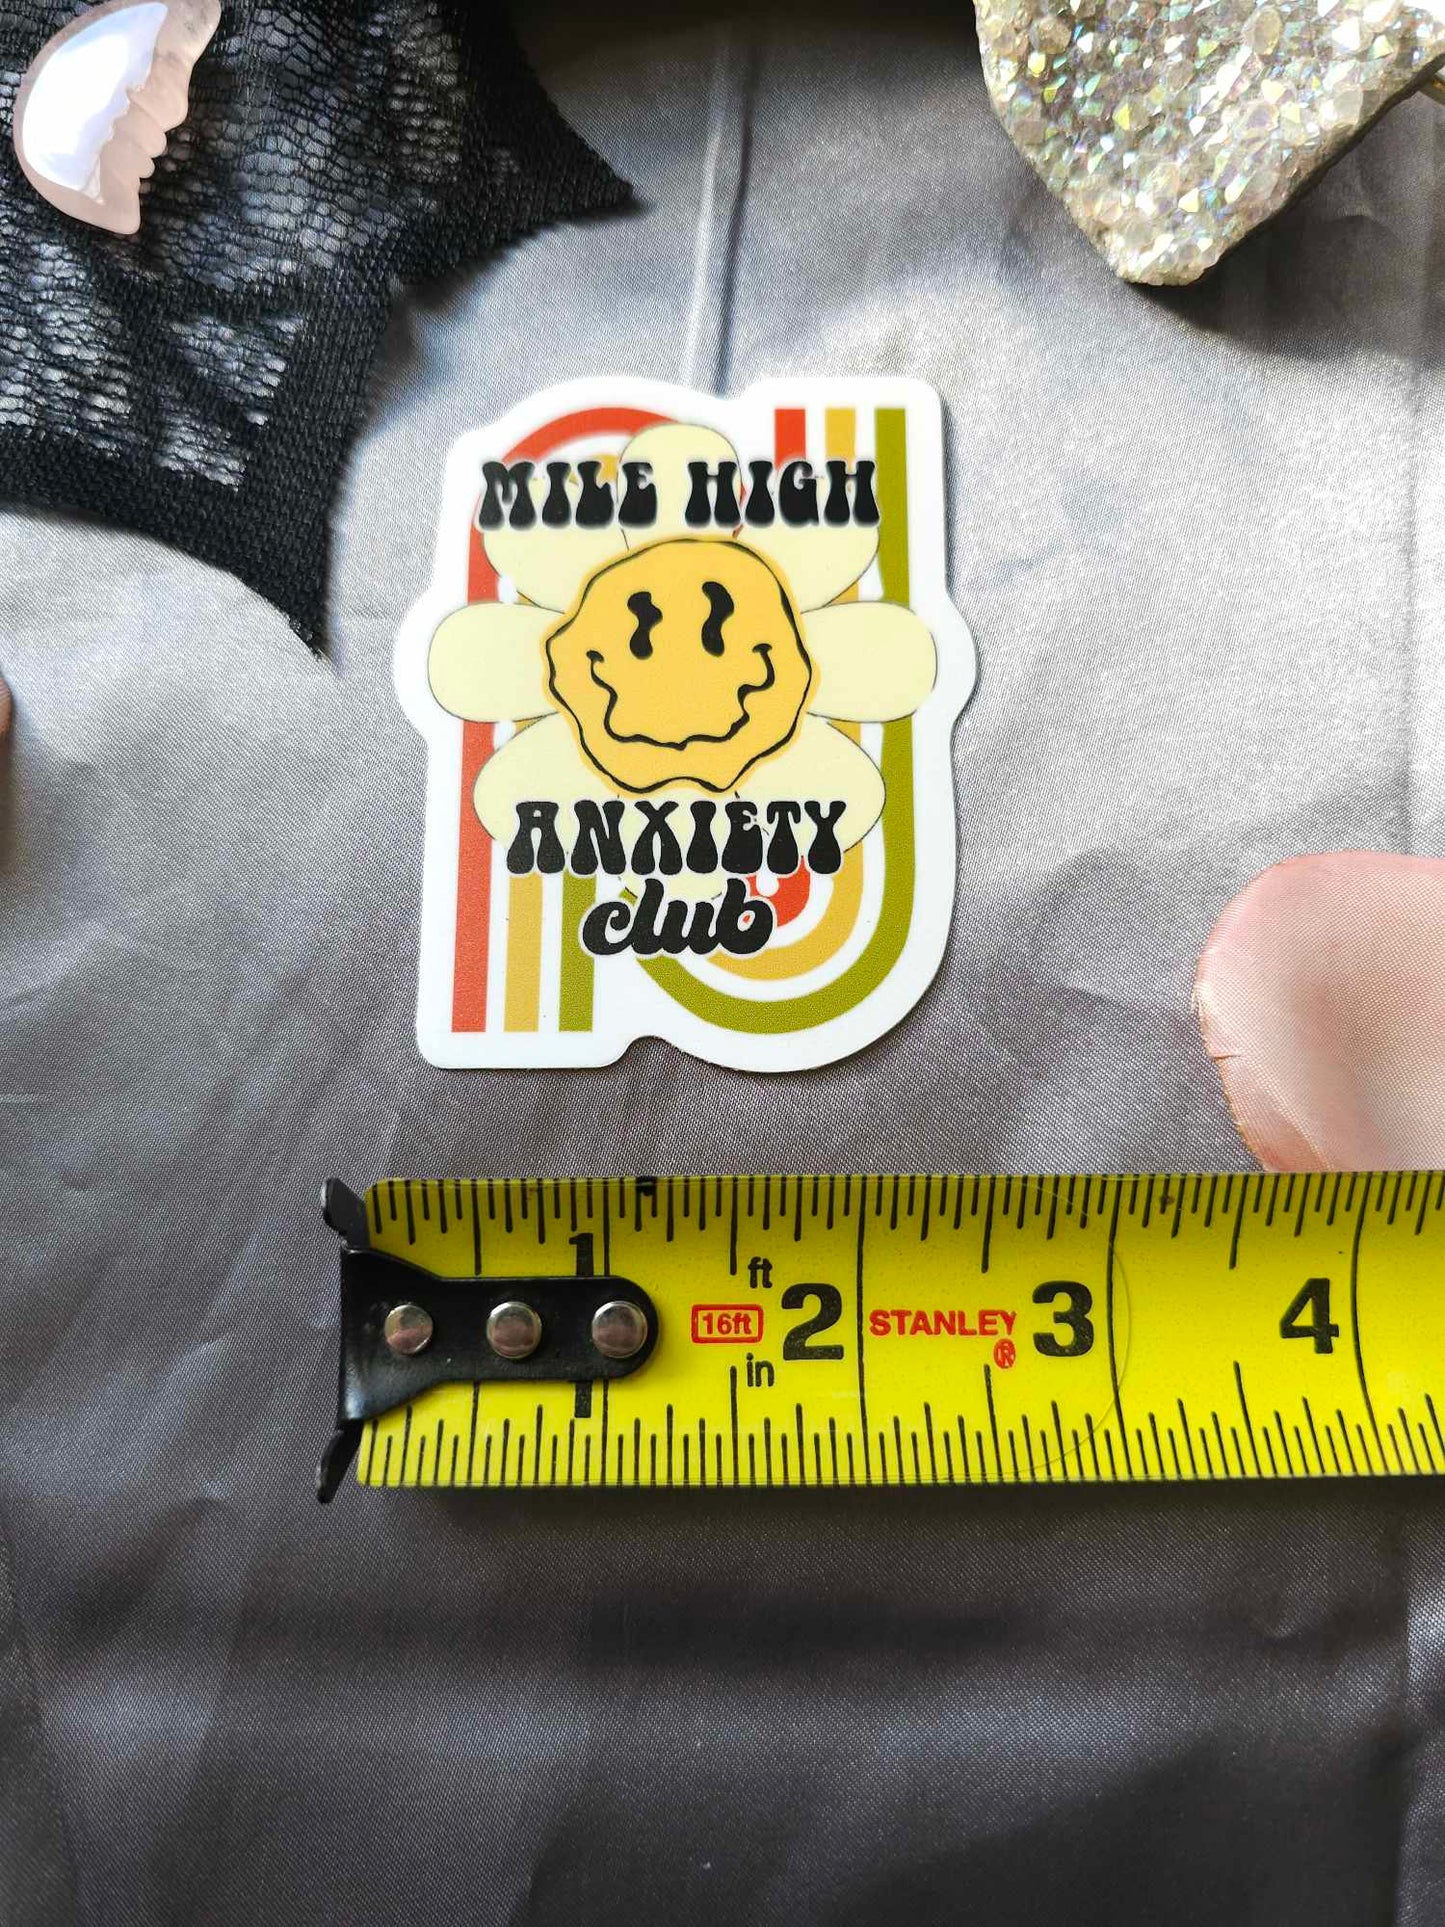 MILE HIGH
ANXIETY
club
1 ft 2 3 4
16ft STANLEY
in ®